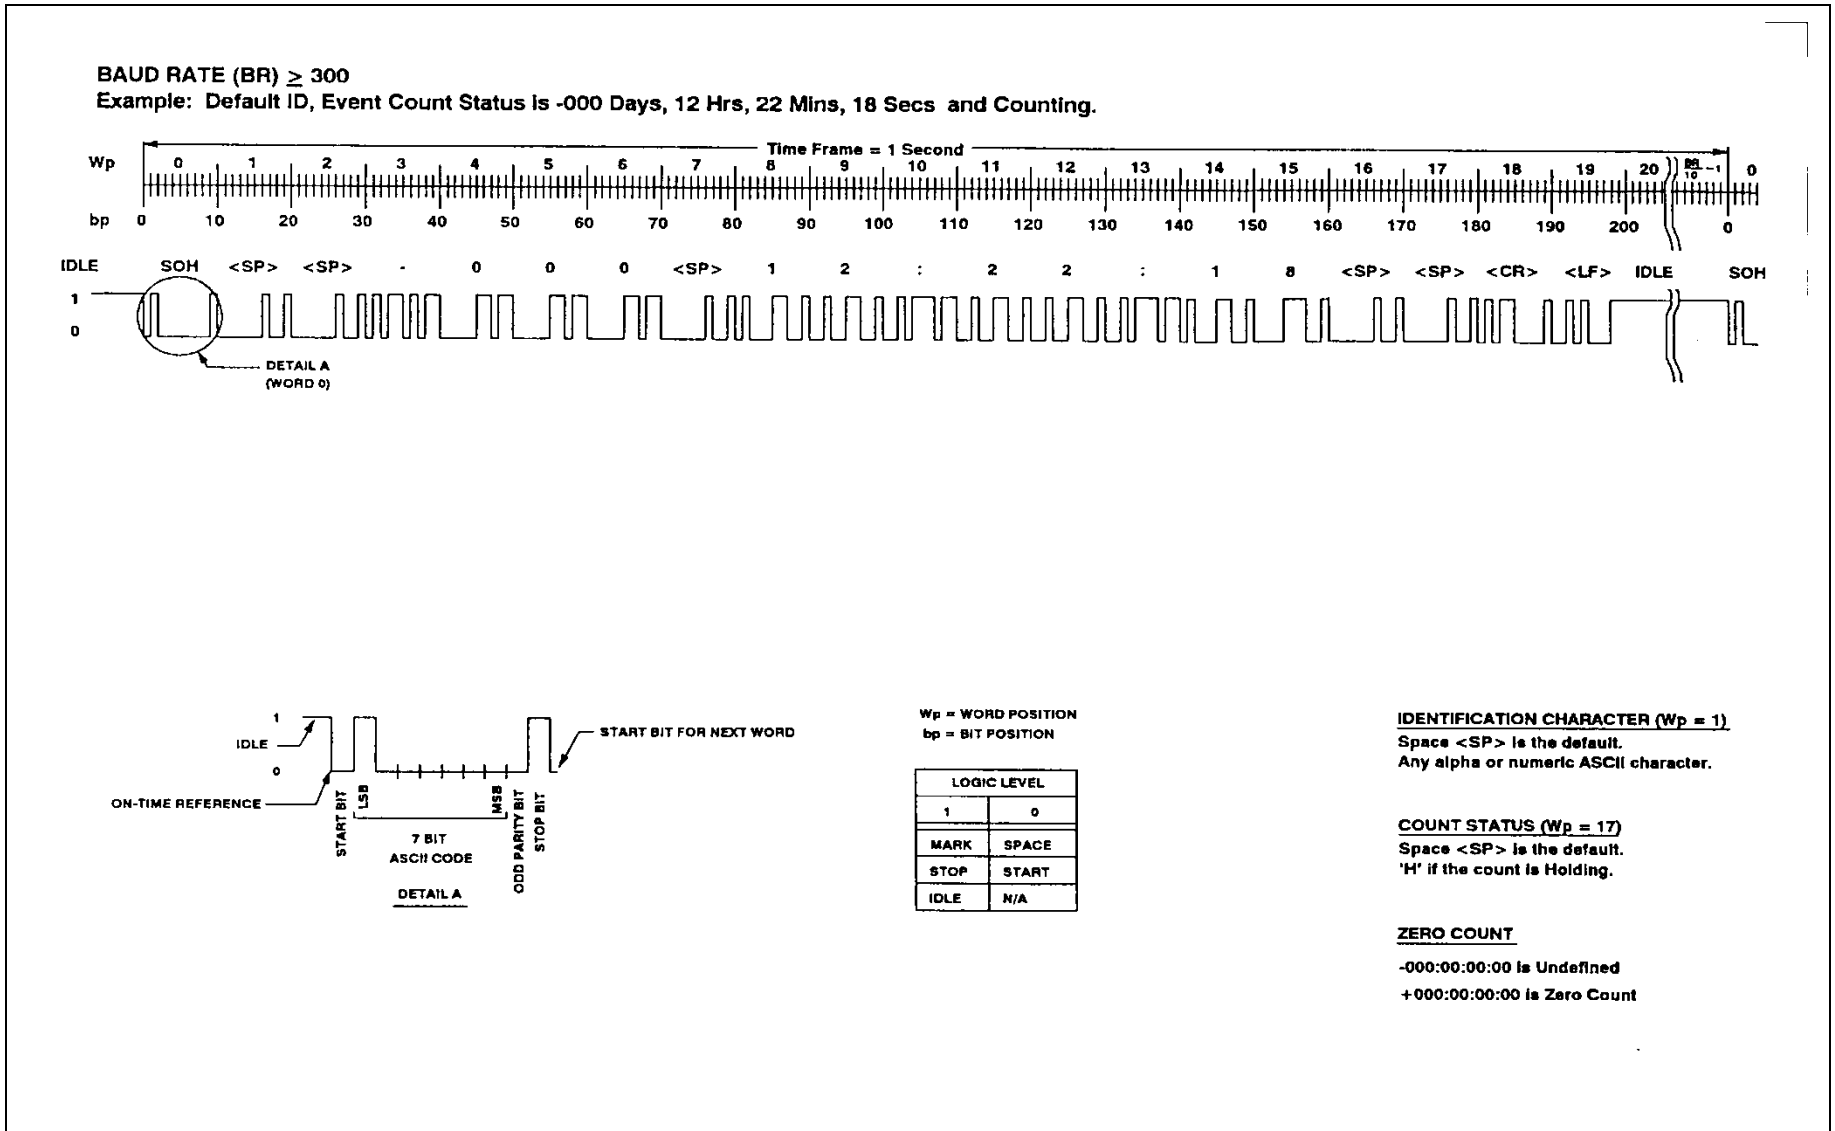 BAUD RATE (BR) ≥ 300
Example: Default ID, Event Count Status is -000 Days, 12 Hrs, 22 Mins, 18 Secs and Counting.
Time Frame = 1 Second
Wp 0 1 2 3 4 5 6 7 8 9 10 11 12 13 14 15 16 17 18 19 20 BR/10 -1 0
bp 0 10 20 30 40 50 60 70 80 90 100 110 120 130 140 150 160 170 180 190 200 0
IDLE SOH <SP> <SP> - 0 0 0 <SP> 1 2 : 2 2 : 1 8 <SP> <SP> <CR> <LF> IDLE SOH
1
0
DETAIL A
(WORD 0)
1
IDLE
0
ON-TIME REFERENCE
START BIT FOR NEXT WORD
START BIT
LSB
MSB
ODD PARITY BIT
STOP BIT
7 BIT
ASCII CODE
DETAIL A
Wp = WORD POSITION
bp = BIT POSITION
LOGIC LEVEL
1 0
MARK SPACE
STOP START
IDLE N/A
IDENTIFICATION CHARACTER (Wp = 1)
Space <SP> is the default.
Any alpha or numeric ASCII character.
COUNT STATUS (Wp = 17)
Space <SP> is the default.
'H' if the count is Holding.
ZERO COUNT
-000:00:00:00 is Undefined
+000:00:00:00 is Zero Count